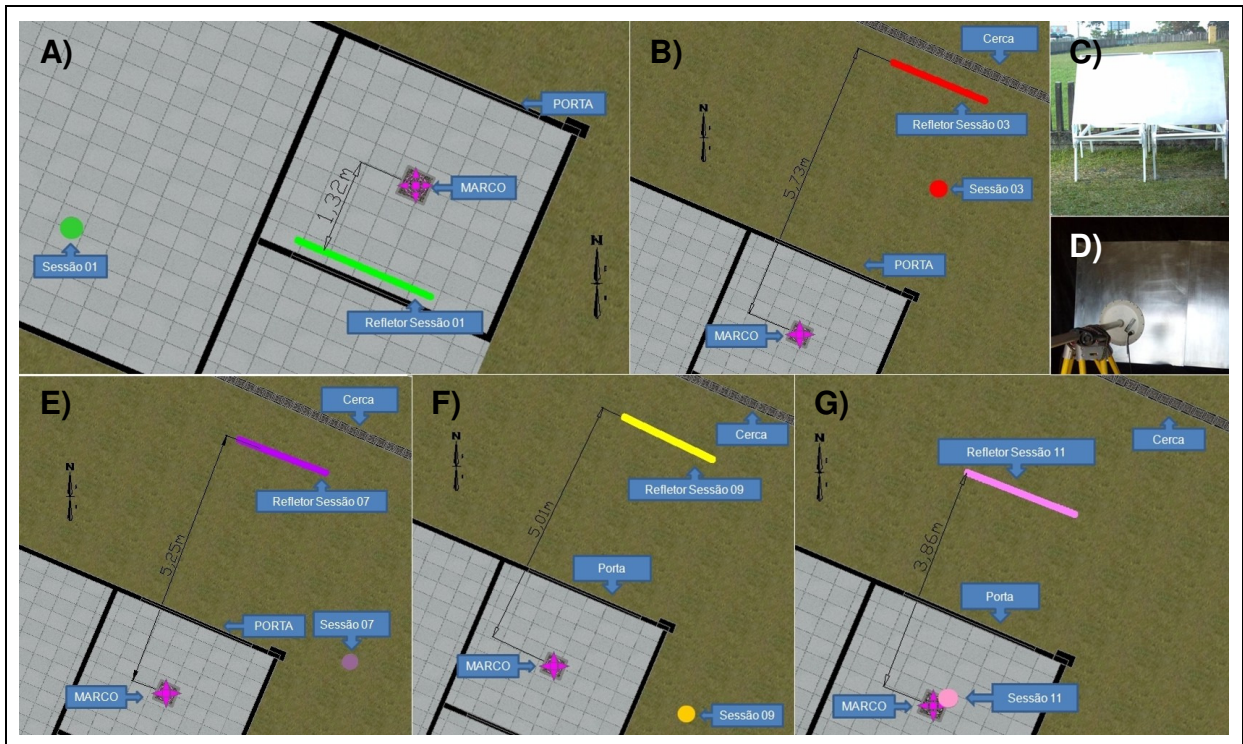 A)
PORTA
1,32m
MARCO
N
Sessão 01
Refletor Sessão 01
B)
Cerca
N
Refletor Sessão 03
5,73m
Sessão 03
PORTA
MARCO
C)
D)
E)
Cerca
N
Refletor Sessão 07
5,25m
PORTA
Sessão 07
MARCO
F)
N
Cerca
Refletor Sessão 09
5,01m
Porta
MARCO
Sessão 09
G)
Cerca
N
Refletor Sessão 11
3,86m
Porta
Sessão 11
MARCO